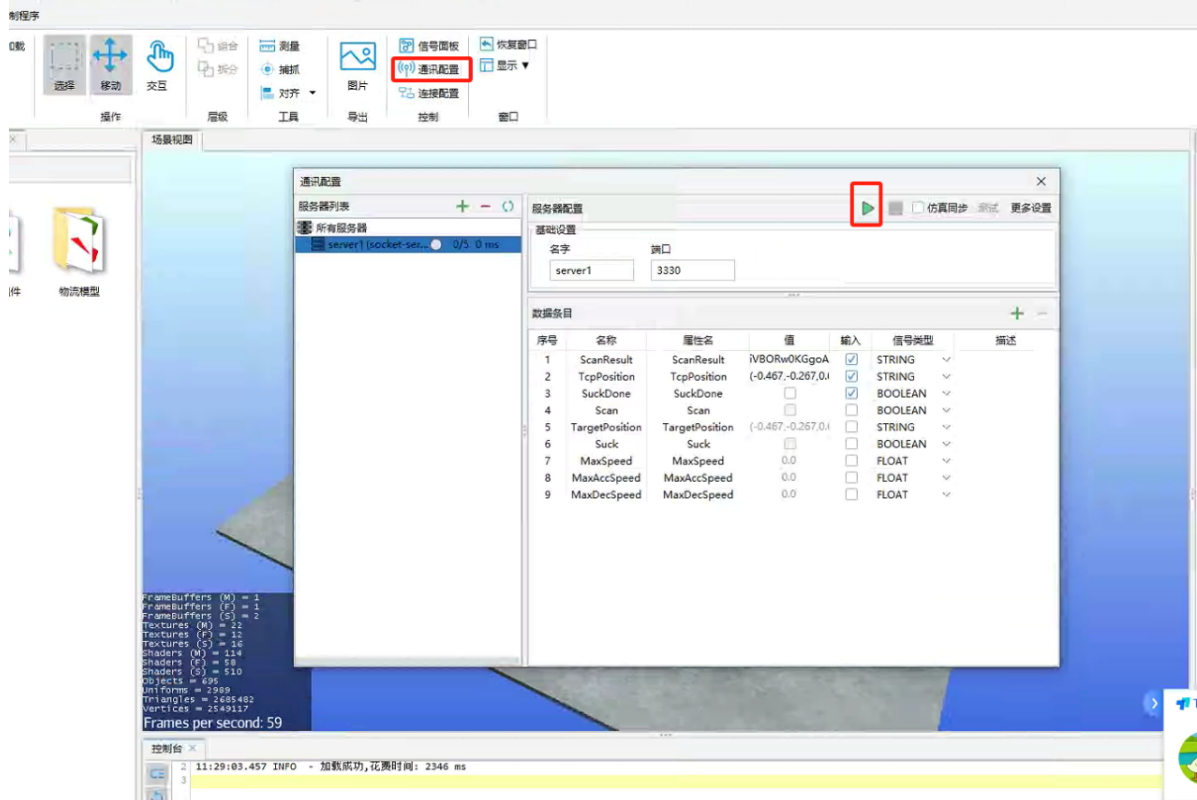 制程序
加载
选择
移动
交互
组合
拆分
测量
捕抓
对齐
图片
信号面板
通讯配置
连接配置
恢复窗口
显示
操作
层级
工具
导出
控制
窗口
场景视图
件
物流模型
通讯配置
服务器列表
所有服务器
server1 (socket-ser... 0/5: 0 ms
服务器配置
仿真同步
测试
更多设置
基础设置
名字
端口
server1
3330
数据条目
序号 名称 属性名 值 输入 信号类型 描述
1 ScanResult ScanResult iVBORw0KGgoA STRING
2 TcpPosition TcpPosition (-0.467,-0.267,0. STRING
3 SuckDone SuckDone BOOLEAN
4 Scan Scan BOOLEAN
5 TargetPosition TargetPosition (-0.467,-0.267,0. STRING
6 Suck Suck BOOLEAN
7 MaxSpeed MaxSpeed 0.0 FLOAT
8 MaxAccSpeed MaxAccSpeed 0.0 FLOAT
9 MaxDecSpeed MaxDecSpeed 0.0 FLOAT
FrameBuffers (M) = 1
FrameBuffers (F) = 1
FrameBuffers (S) = 2
Textures (M) = 22
Textures (F) = 12
Textures (S) = 16
Shaders (M) = 114
Shaders (F) = 58
Shaders (S) = 510
Objects = 695
Uniforms = 2989
Triangles = 2685482
Vertices = 2549117
Frames per second: 59
控制台
2 11:29:03.457 INFO - 加载成功,花费时间: 2346 ms
3